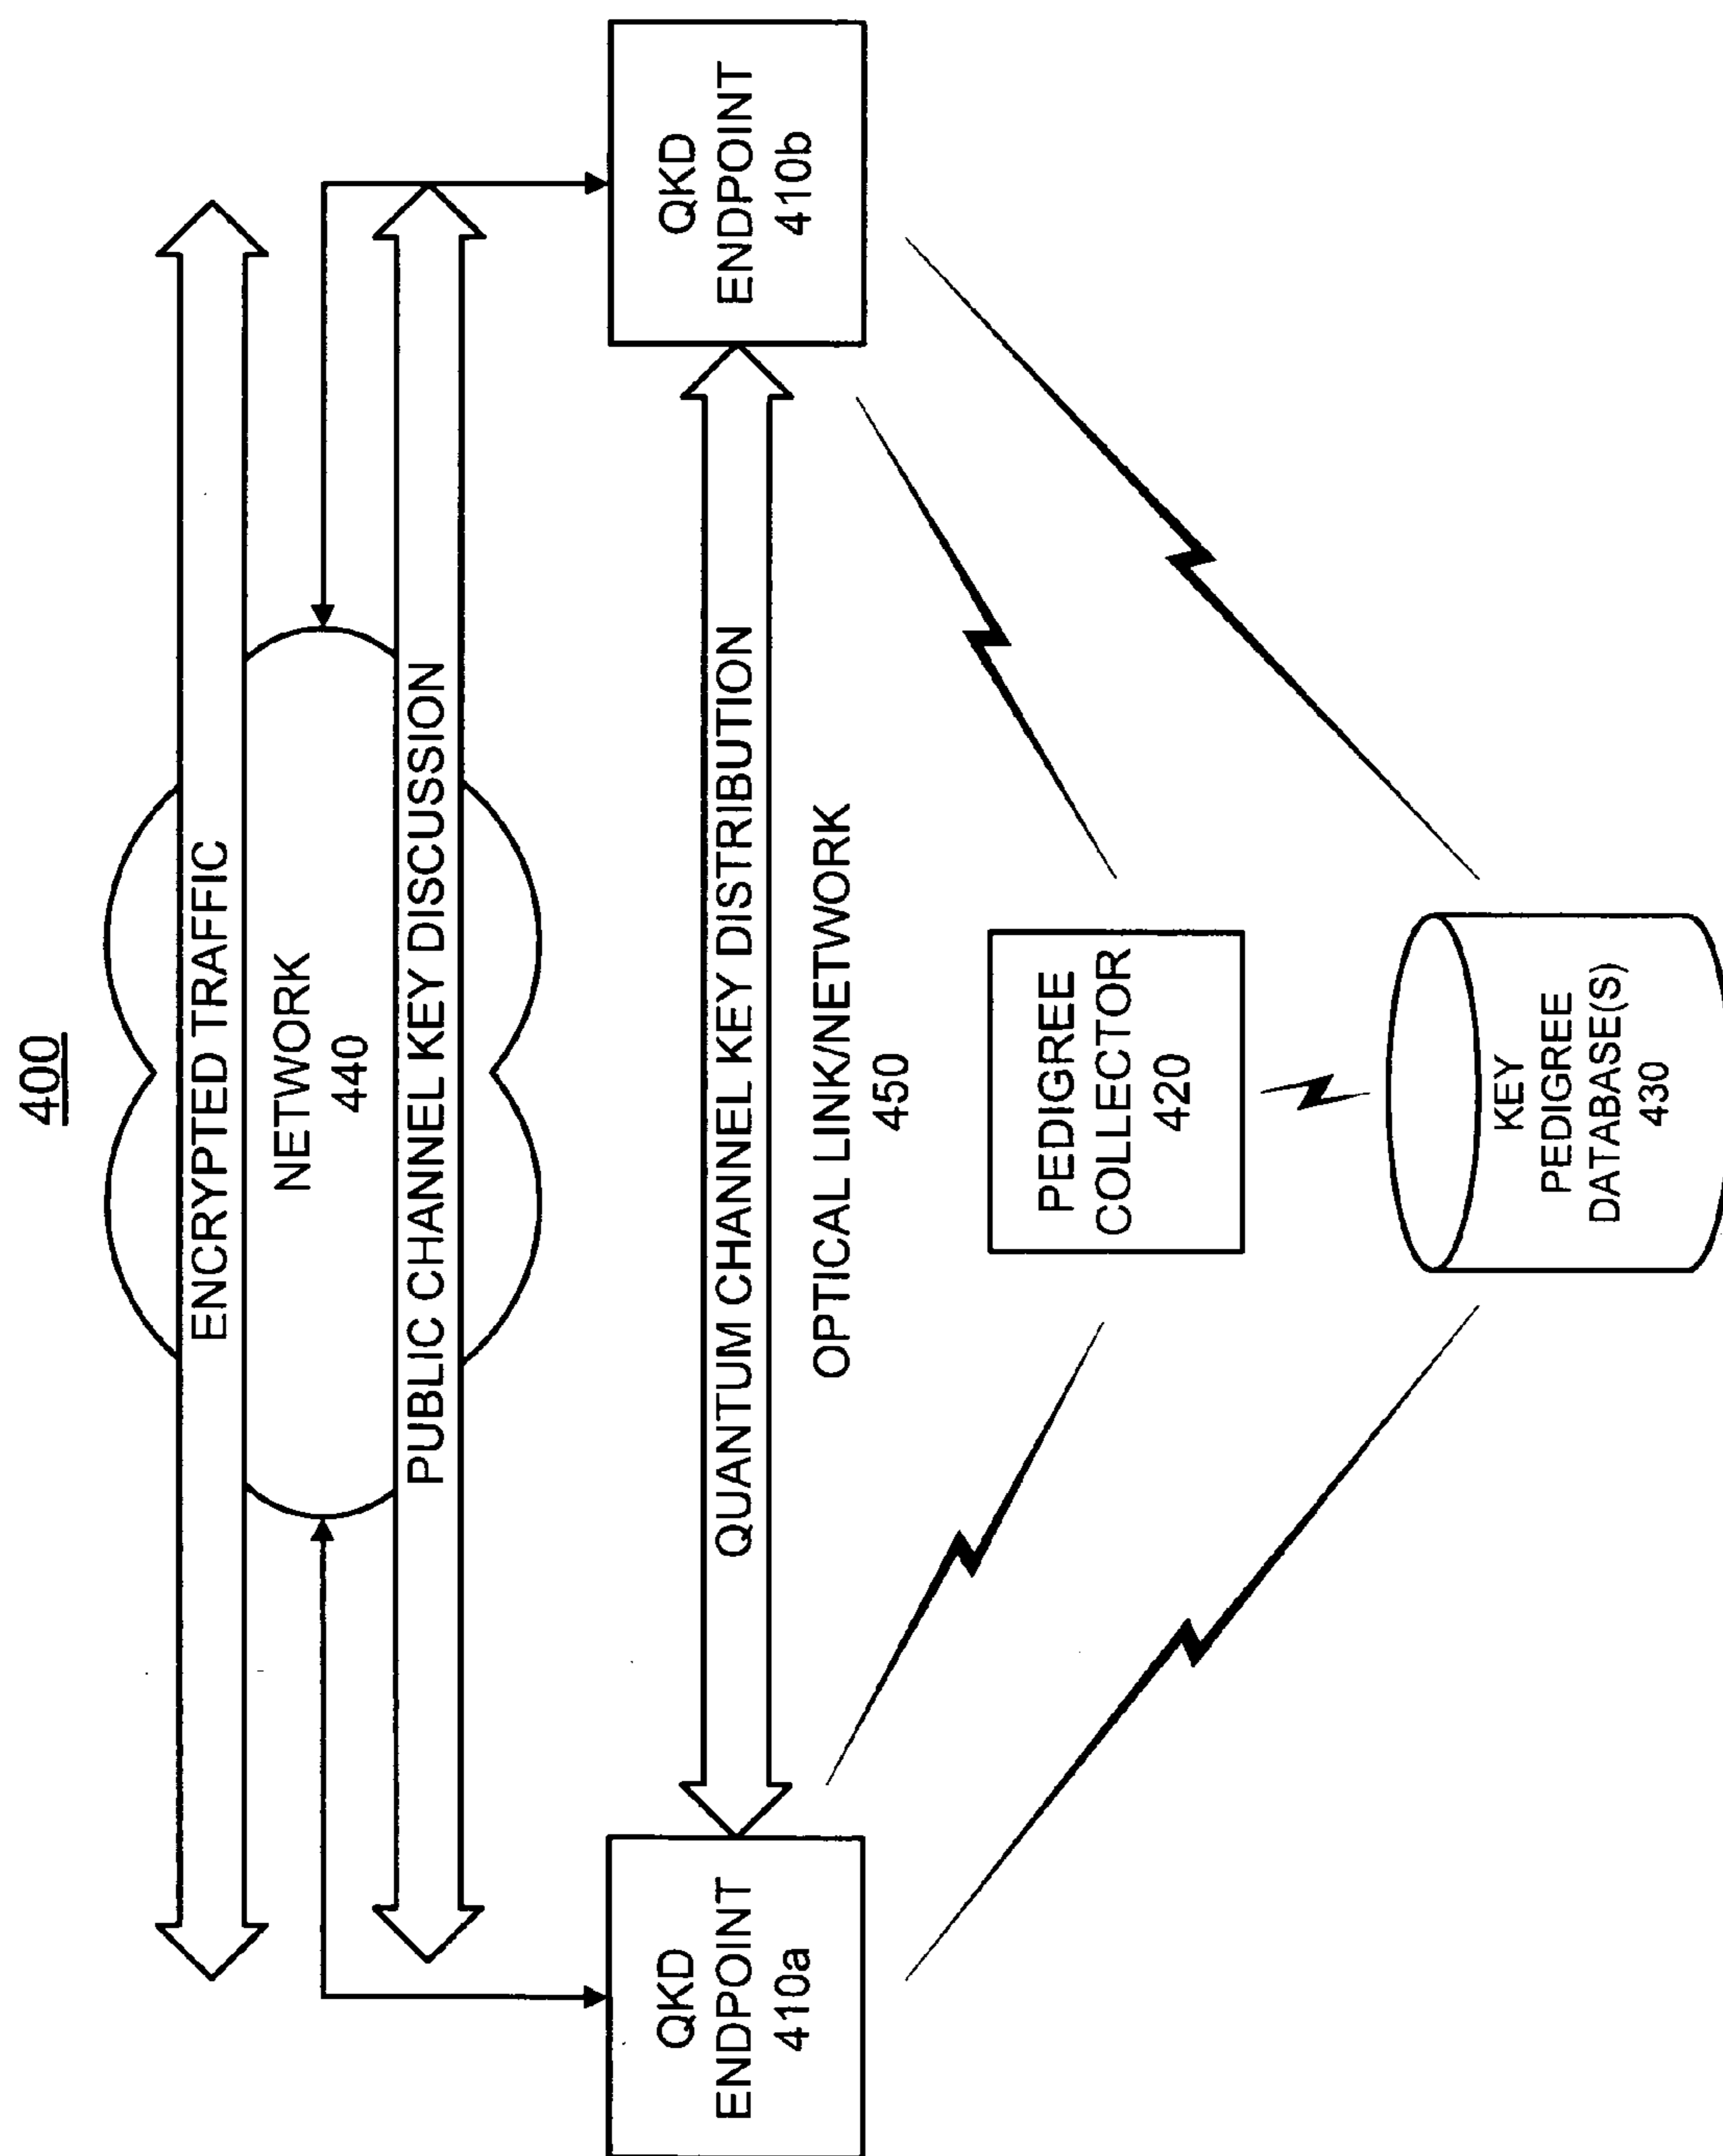 400
ENCRYPTED TRAFFIC
NETWORK
440
PUBLIC CHANNEL KEY DISCUSSION
QKD
ENDPOINT
410a
QUANTUM CHANNEL KEY DISTRIBUTION
QKD
ENDPOINT
410b
OPTICAL LINK/NETWORK
450
PEDIGREE
COLLECTOR
420
KEY
PEDIGREE
DATABASE(S)
430